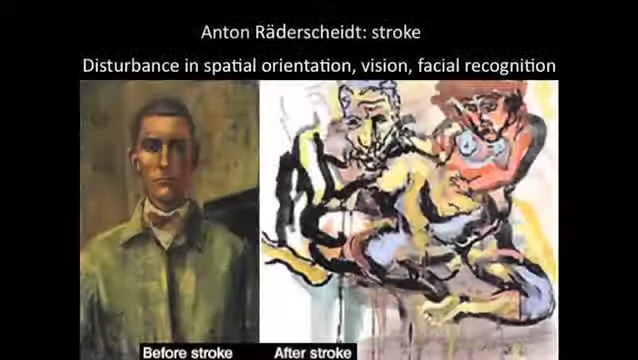 Anton Räderscheidt: stroke
Disturbance in spatial orientation, vision, facial recognition
Before stroke
After stroke